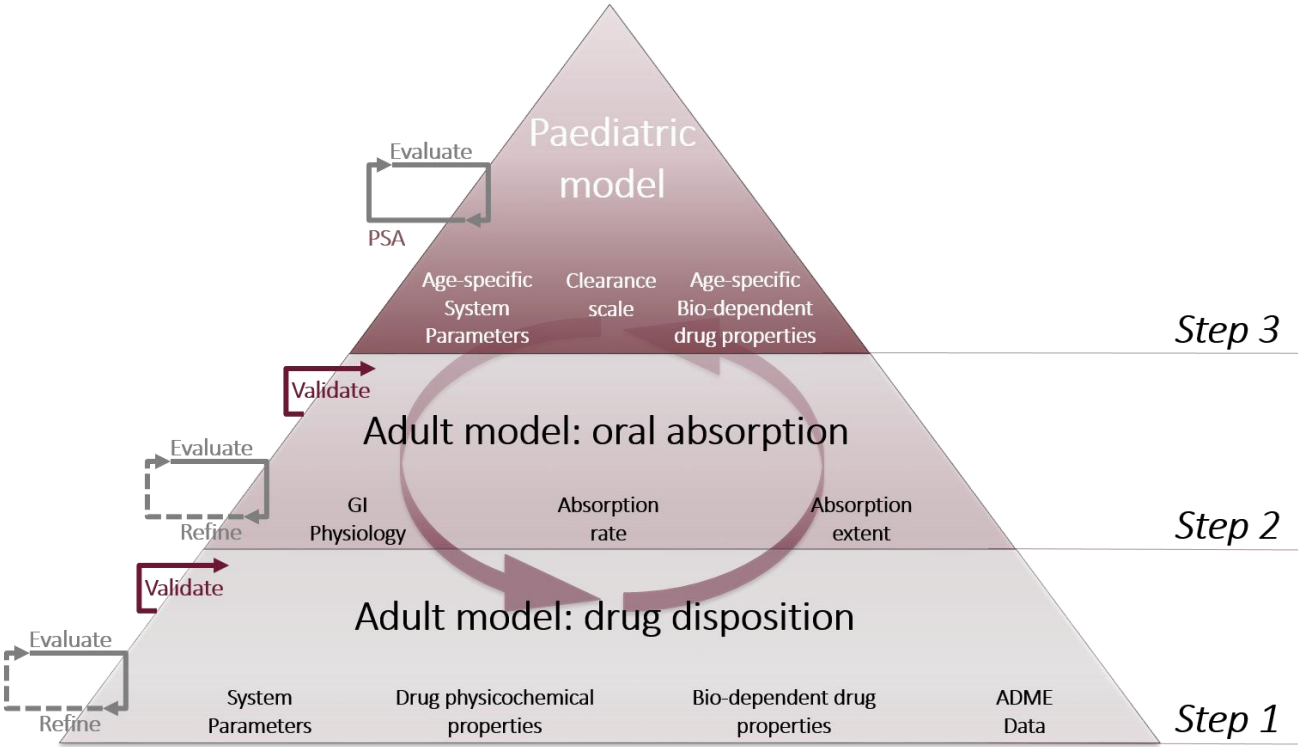 Paediatric
model
Evaluate
PSA
Age-specific
System
Parameters
Clearance
scale
Age-specific
Bio-dependent
drug properties
Step 3
Validate
Adult model: oral absorption
Evaluate
Refine
GI
Physiology
Absorption
rate
Absorption
extent
Step 2
Validate
Adult model: drug disposition
Evaluate
Refine
System
Parameters
Drug physicochemical
properties
Bio-dependent drug
properties
ADME
Data
Step 1